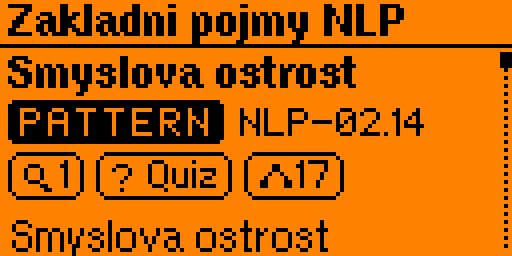 Zakladni pojmy NLP
Smyslova ostrost
PATTERN NLP-02.14
1 ? Quiz 17
Smyslova ostrost